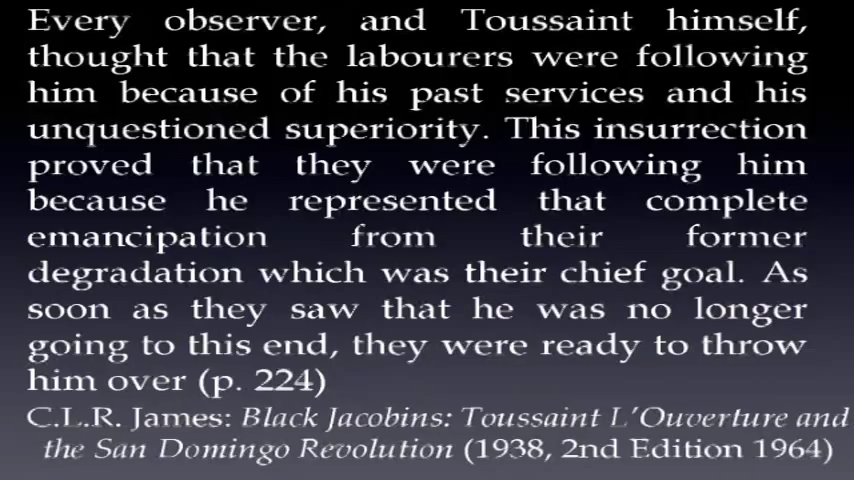 Every observer, and Toussaint himself,
thought that the labourers were following
him because of his past services and his
unquestioned superiority. This insurrection
proved that they were following him
because he represented that complete
emancipation from their former
degradation which was their chief goal. As
soon as they saw that he was no longer
going to this end, they were ready to throw
him over (p. 224)
C.L.R. James: Black Jacobins: Toussaint L'Ouverture and
the San Domingo Revolution (1938, 2nd Edition 1964)